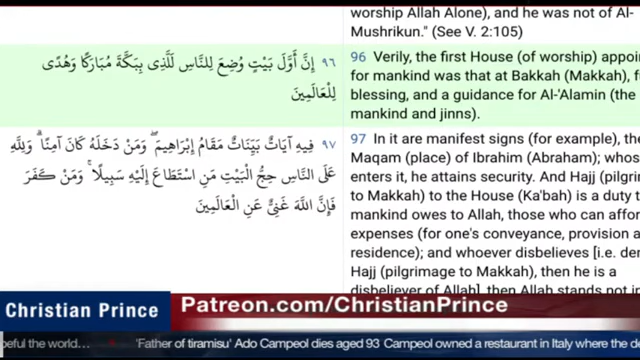 worship Allah Alone), and he was not of Al-
Mushrikun." (See V. 2:105)
٩٦ إِنَّ أَوَّلَ بَيْتٍ وُضِعَ لِلنَّاسِ لَلَّذِي بِبَكَّةَ مُبَارَكًا وَهُدًى
لِلْعَالَمِينَ
96 Verily, the first House (of worship) appoi
for mankind was that at Bakkah (Makkah), f
blessing, and a guidance for Al-'Alamin (the
mankind and jinns).
٩٧ فِيهِ آيَاتٌ بَيِّنَاتٌ مَقَامُ إِبْرَاهِيمَ ۖ وَمَنْ دَخَلَهُ كَانَ آمِنًا ۗ وَلِلَّهِ
عَلَى النَّاسِ حِجُّ الْبَيْتِ مَنِ اسْتَطَاعَ إِلَيْهِ سَبِيلًا ۚ وَمَنْ كَفَرَ
فَإِنَّ اللَّهَ غَنِيٌّ عَنِ الْعَالَمِينَ
97 In it are manifest signs (for example), the
Maqam (place) of Ibrahim (Abraham); whos
enters it, he attains security. And Hajj (pilgri
to Makkah) to the House (Ka'bah) is a duty t
mankind owes to Allah, those who can affor
expenses (for one's conveyance, provision a
residence); and whoever disbelieves [i.e. den
Hajj (pilgrimage to Makkah), then he is a
disbeliever of Allah], then Allah stands not in
Christian Prince
Patreon.com/ChristianPrince
peful the world... 'Father of tiramisu' Ado Campeol dies aged 93 Campeol owned a restaurant in Italy where the de